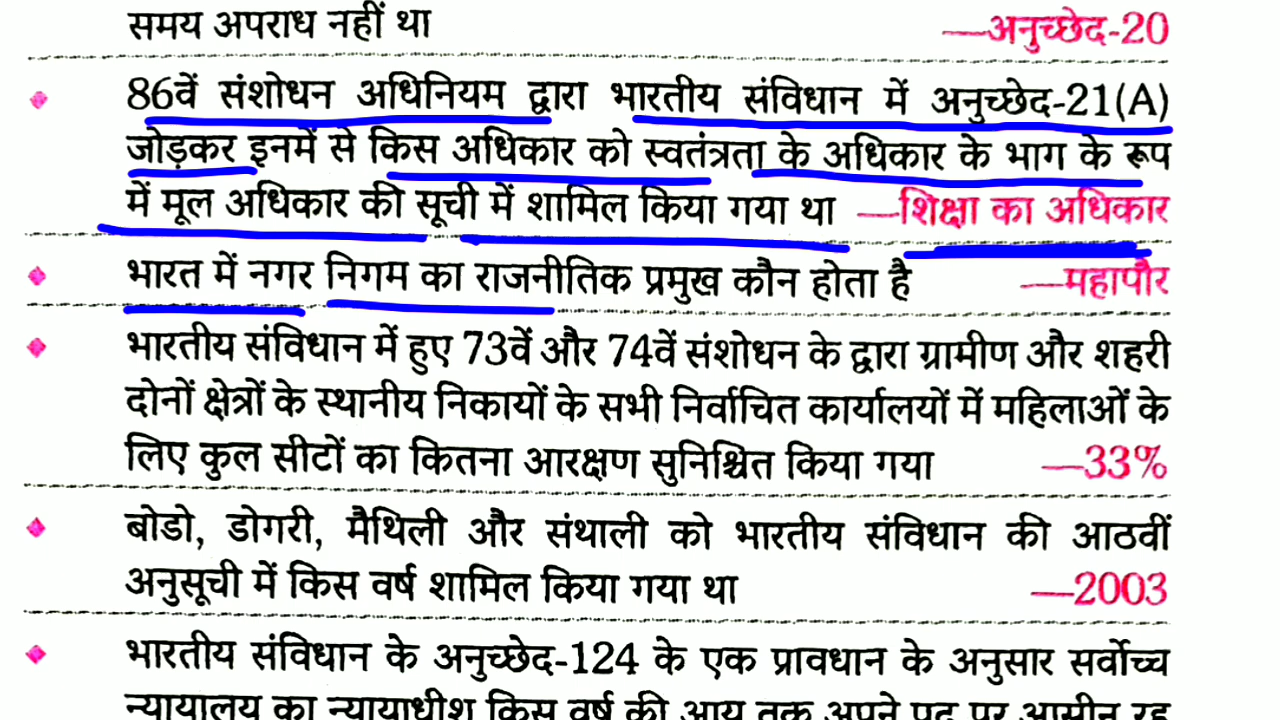 समय अपराध नहीं था —अनुच्छेद-20
86वें संशोधन अधिनियम द्वारा भारतीय संविधान में अनुच्छेद-21(A)
जोड़कर इनमें से किस अधिकार को स्वतंत्रता के अधिकार के भाग के रूप
में मूल अधिकार की सूची में शामिल किया गया था —शिक्षा का अधिकार
भारत में नगर निगम का राजनीतिक प्रमुख कौन होता है —महापौर
भारतीय संविधान में हुए 73वें और 74वें संशोधन के द्वारा ग्रामीण और शहरी
दोनों क्षेत्रों के स्थानीय निकायों के सभी निर्वाचित कार्यालयों में महिलाओं के
लिए कुल सीटों का कितना आरक्षण सुनिश्चित किया गया —33%
बोडो, डोगरी, मैथिली और संथाली को भारतीय संविधान की आठवीं
अनुसूची में किस वर्ष शामिल किया गया था —2003
भारतीय संविधान के अनुच्छेद-124 के एक प्रावधान के अनुसार सर्वोच्च
न्यायालय का न्यायाधीश किस वर्ष की आयु तक अपने पद पर आसीन रह